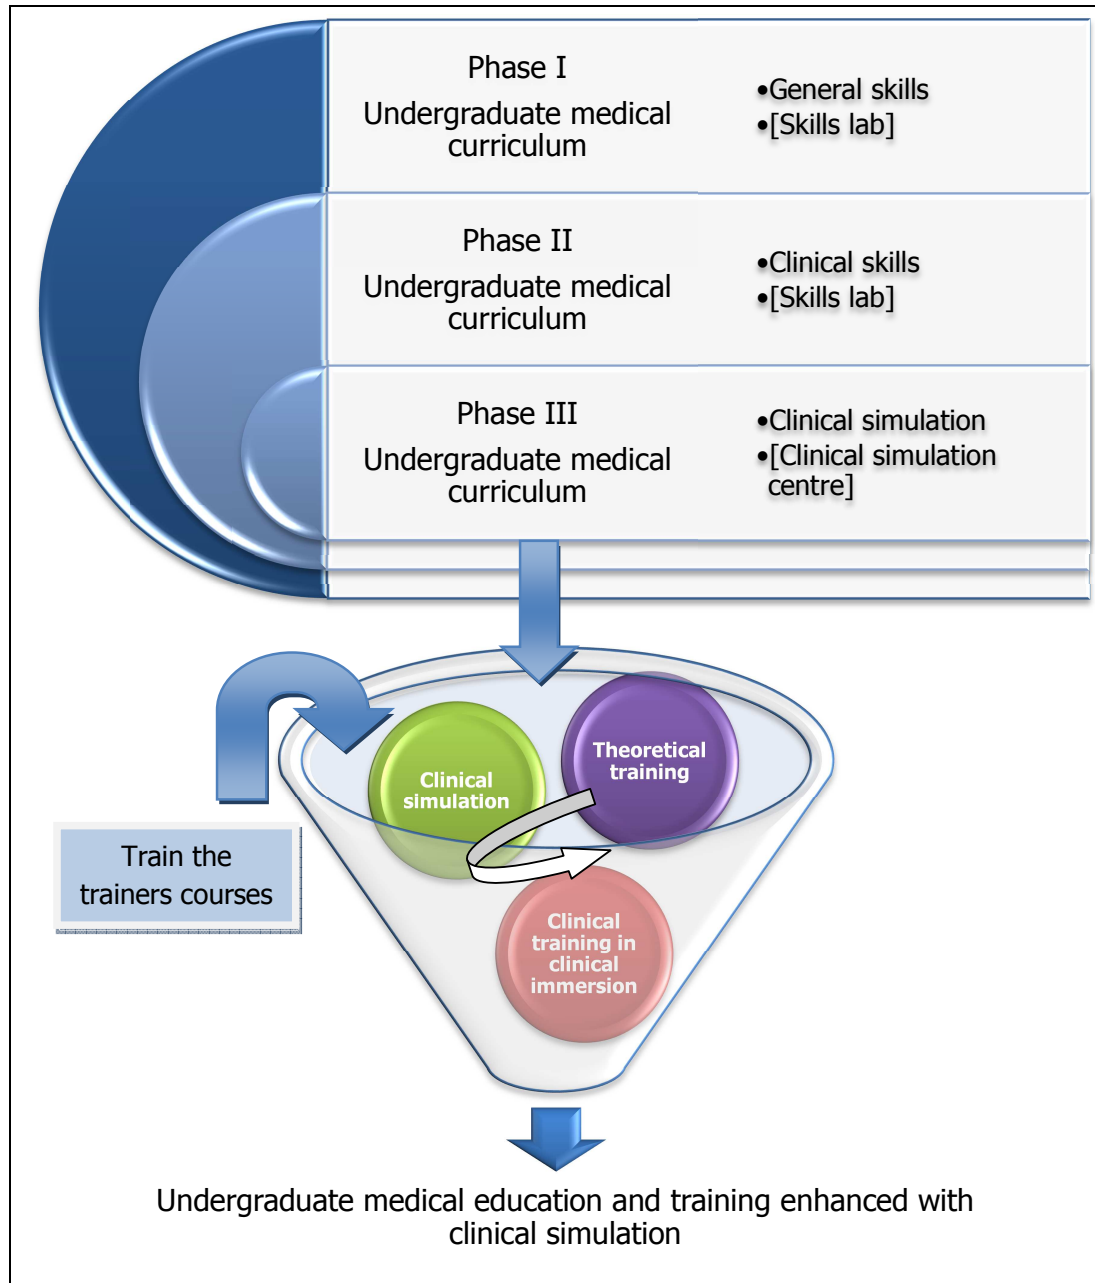 Phase I
Undergraduate medical
curriculum
•General skills
•[Skills lab]
Phase II
Undergraduate medical
curriculum
•Clinical skills
•[Skills lab]
Phase III
Undergraduate medical
curriculum
•Clinical simulation
•[Clinical simulation
centre]
Theoretical
training
Clinical
simulation
Train the
trainers courses
Clinical
training in
clinical
immersion
Undergraduate medical education and training enhanced with
clinical simulation